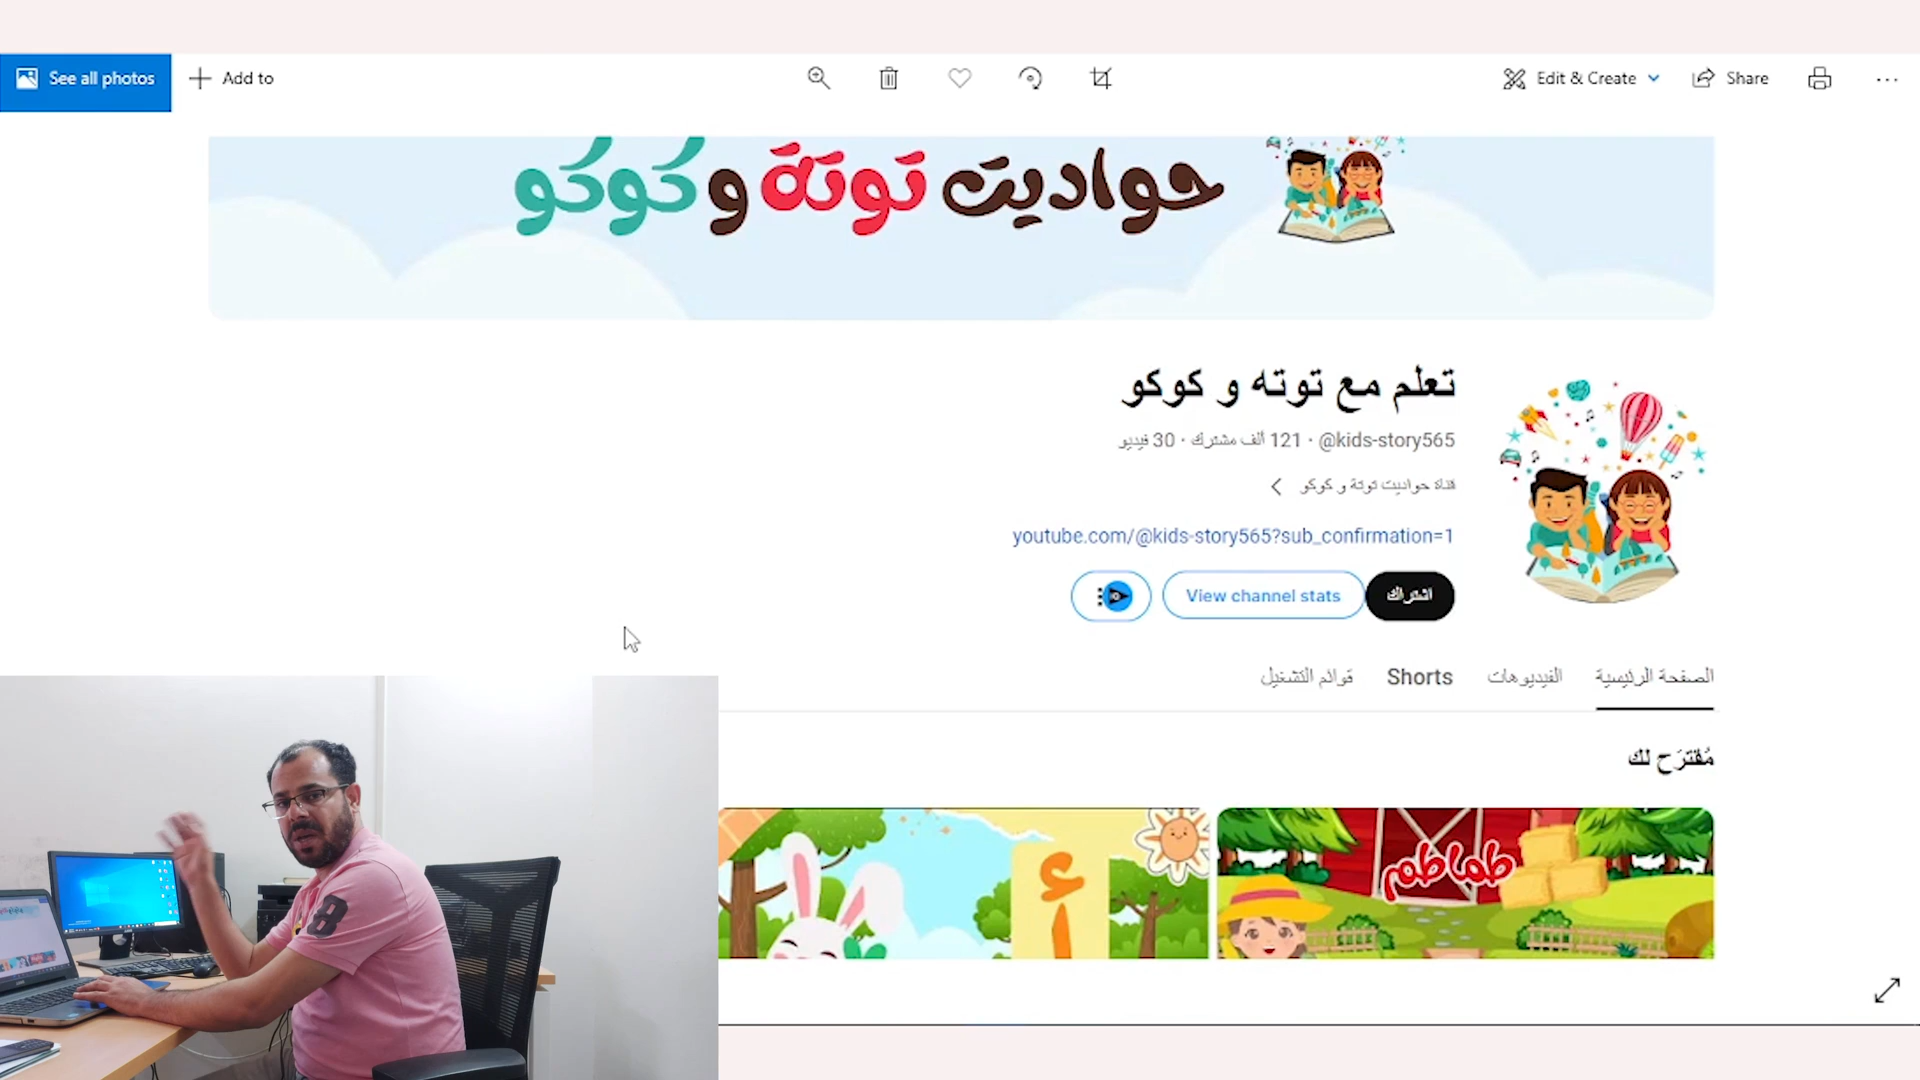 See all photos
Add to
Edit & Create
Share
حواديت توتة و كوكو
تعلم مع توته و كوكو
@kids-story565 · 121 ألف مشترك · 30 فيديو
قناة حواديت توتة و كوكو
youtube.com/@kids-story565?sub_confirmation=1
اشتراك
View channel stats
الصفحة الرئيسية
الفيديوهات
Shorts
قوائم التشغيل
مُقترَح لك
طماطم
أ
8